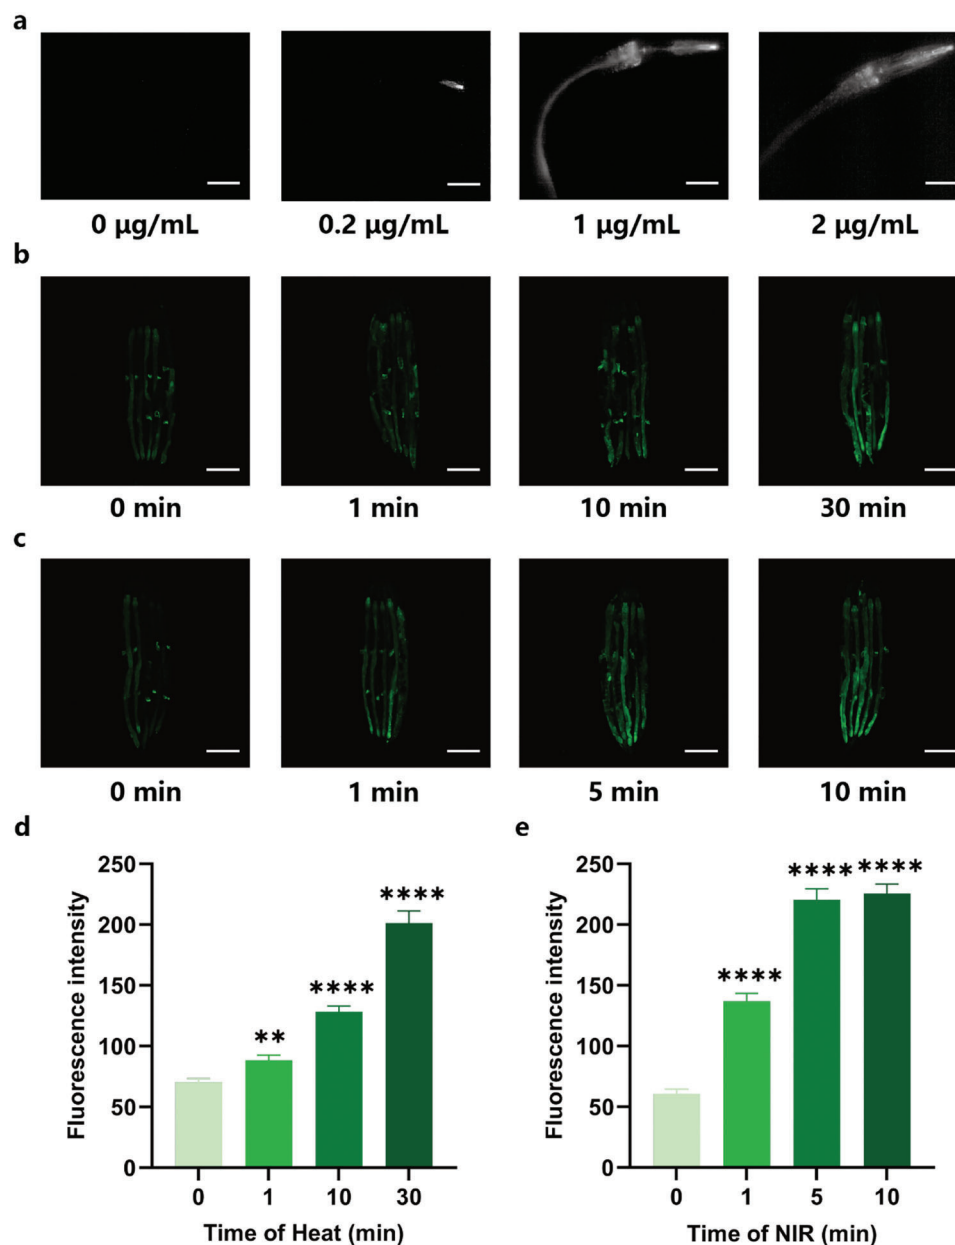 a
0 µg/mL 0.2 µg/mL 1 µg/mL 2 µg/mL
b
0 min 1 min 10 min 30 min
c
0 min 1 min 5 min 10 min
d
250
200
150
100
50
0
Fluorescence intensity
** **** ****
0 1 10 30
Time of Heat (min)
e
250
200
150
100
50
0
Fluorescence intensity
**** **** ****
0 1 5 10
Time of NIR (min)